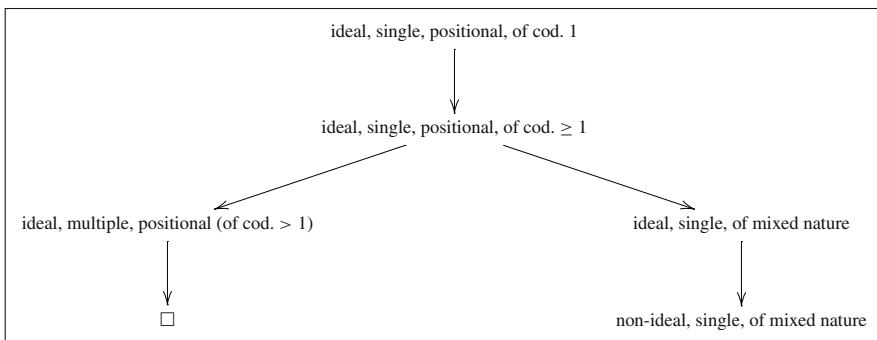 ideal, single, positional, of cod. 1
ideal, single, positional, of cod. ≥ 1
ideal, multiple, positional (of cod. > 1)
ideal, single, of mixed nature
□
non-ideal, single, of mixed nature